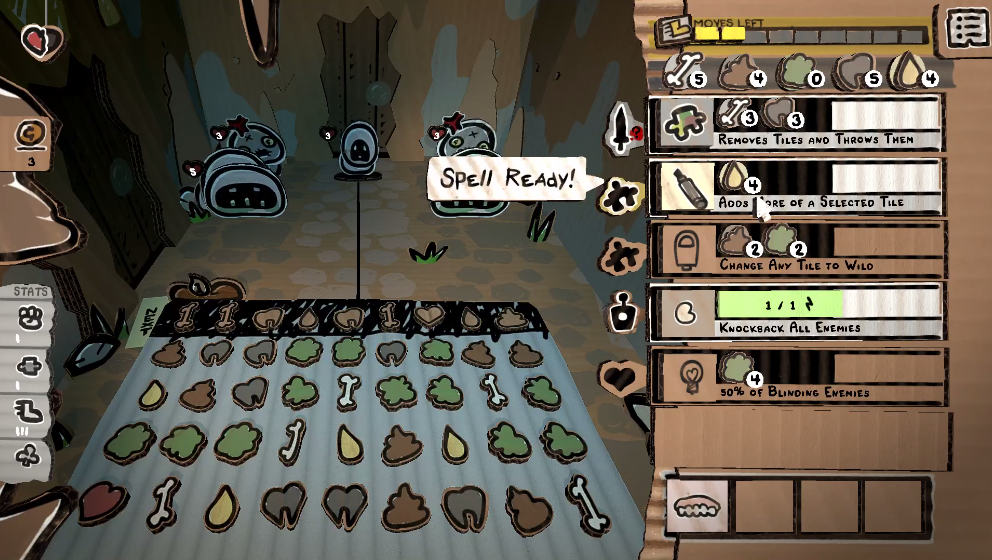 MOVES LEFT
5 4 0 5 4
3
3 3 3
5
3 3
REMOVES TILES AND THROWS THEM
SPELL READY!
4
ADDS MORE OF A SELECTED TILE
2 2
CHANGE ANY TILE TO WILD
NEXT
1 / 1
KNOCKBACK ALL ENEMIES
STATS
4
50% OF BLINDING ENEMIES